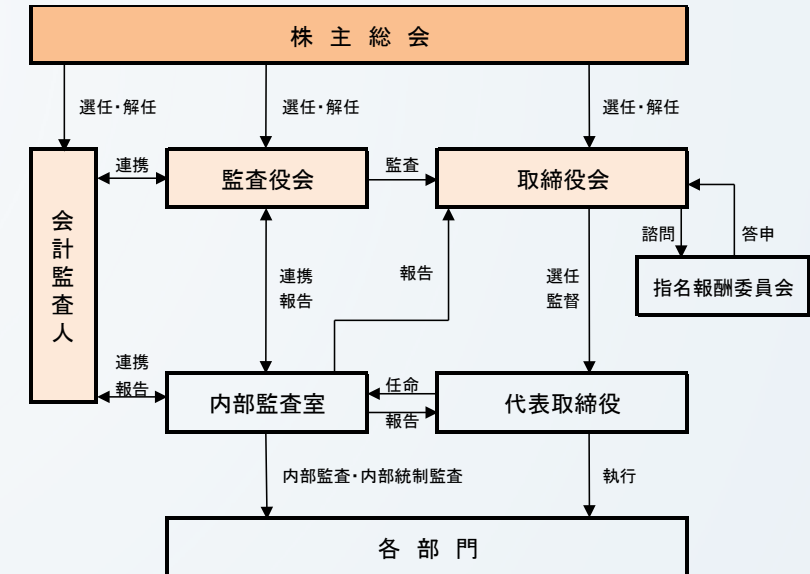 株主総会
選任・解任
選任・解任
選任・解任
連携
監査役会
監査
取締役会
会計監査人
諮問
答申
連携
報告
報告
選任
監督
指名報酬委員会
連携
報告
内部監査室
任命
報告
代表取締役
内部監査・内部統制監査
執行
各部門